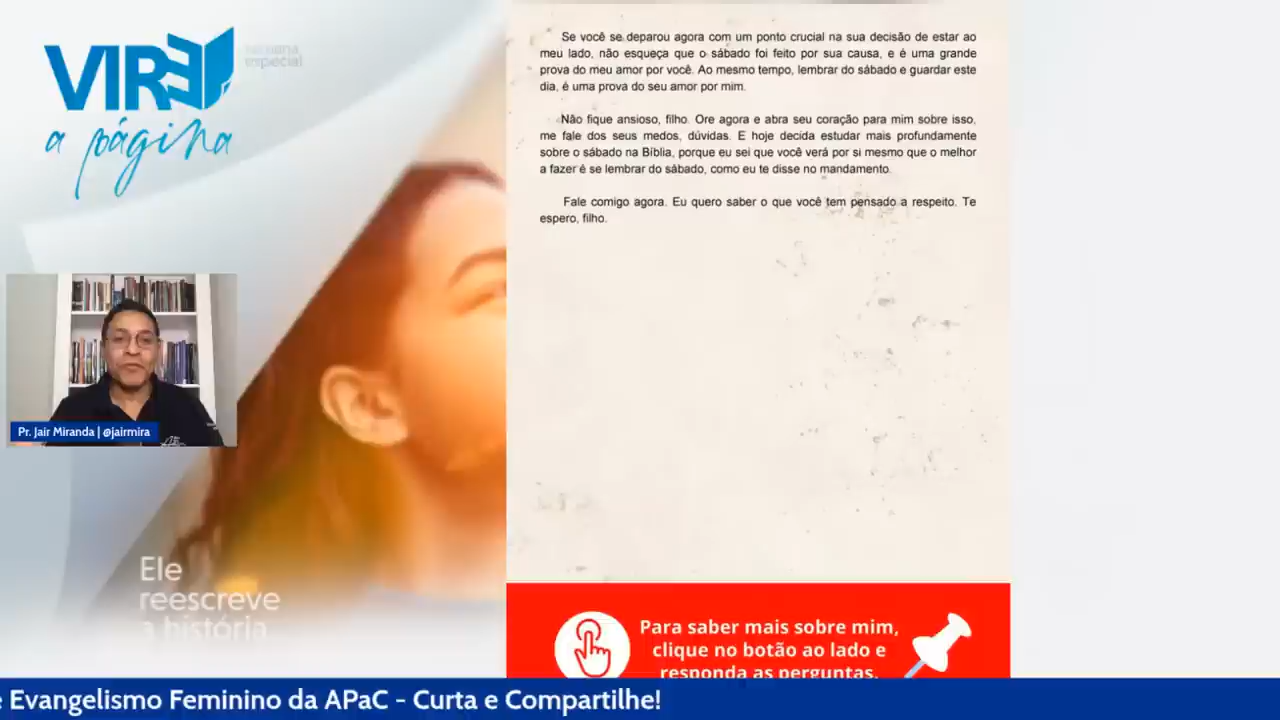 VIRE
a página
semana
especial
Se você se deparou agora com um ponto crucial na sua decisão de estar ao
meu lado, não esqueça que o sábado foi feito por sua causa, e é uma grande
prova do meu amor por você. Ao mesmo tempo, lembrar do sábado e guardar este
dia, é uma prova do seu amor por mim.
Não fique ansioso, filho. Ore agora e abra seu coração para mim sobre isso,
me fale dos seus medos, dúvidas. E hoje decida estudar mais profundamente
sobre o sábado na Bíblia, porque eu sei que você verá por si mesmo que o melhor
a fazer é se lembrar do sábado, como eu te disse no mandamento.
Fale comigo agora. Eu quero saber o que você tem pensado a respeito. Te
espero, filho.
Pr. Jair Miranda | @jairmira
Ele
reescreve
a história
Para saber mais sobre mim,
clique no botão ao lado e
responda as perguntas.
e Evangelismo Feminino da APaC - Curta e Compartilhe!